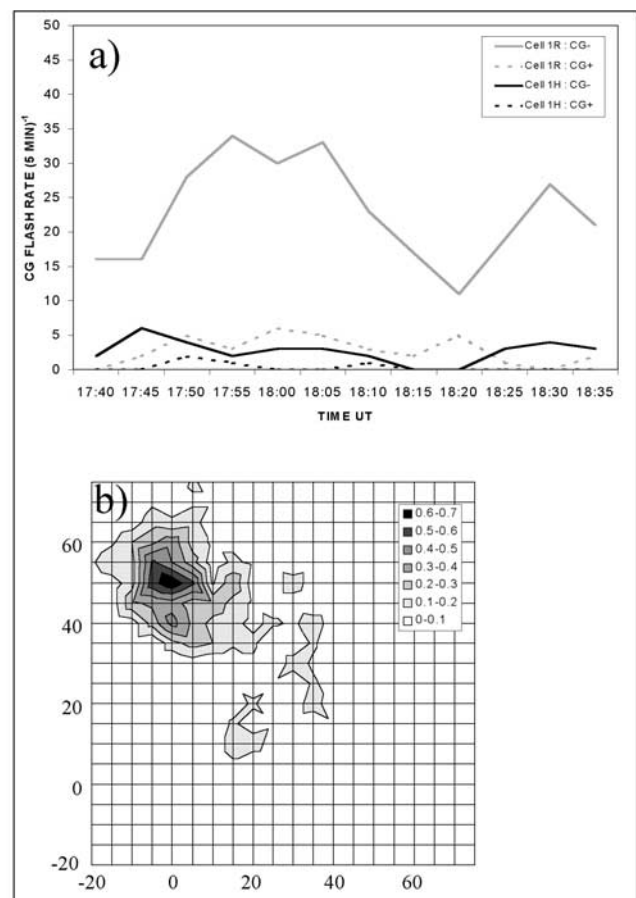 a)
50
45
40
35
30
25
20
15
10
5
0
CG FLASH RATE (5 MIN)-1
Cell 1R : CG-
Cell 1R : CG+
Cell 1H : CG-
Cell 1H : CG+
17:40 17:45 17:50 17:55 18:00 18:05 18:10 18:15 18:20 18:25 18:30 18:35
TIME UT
b)
0.6-0.7
0.5-0.6
0.4-0.5
0.3-0.4
0.2-0.3
0.1-0.2
0-0.1
60
40
20
0
-20
-20 0 20 40 60